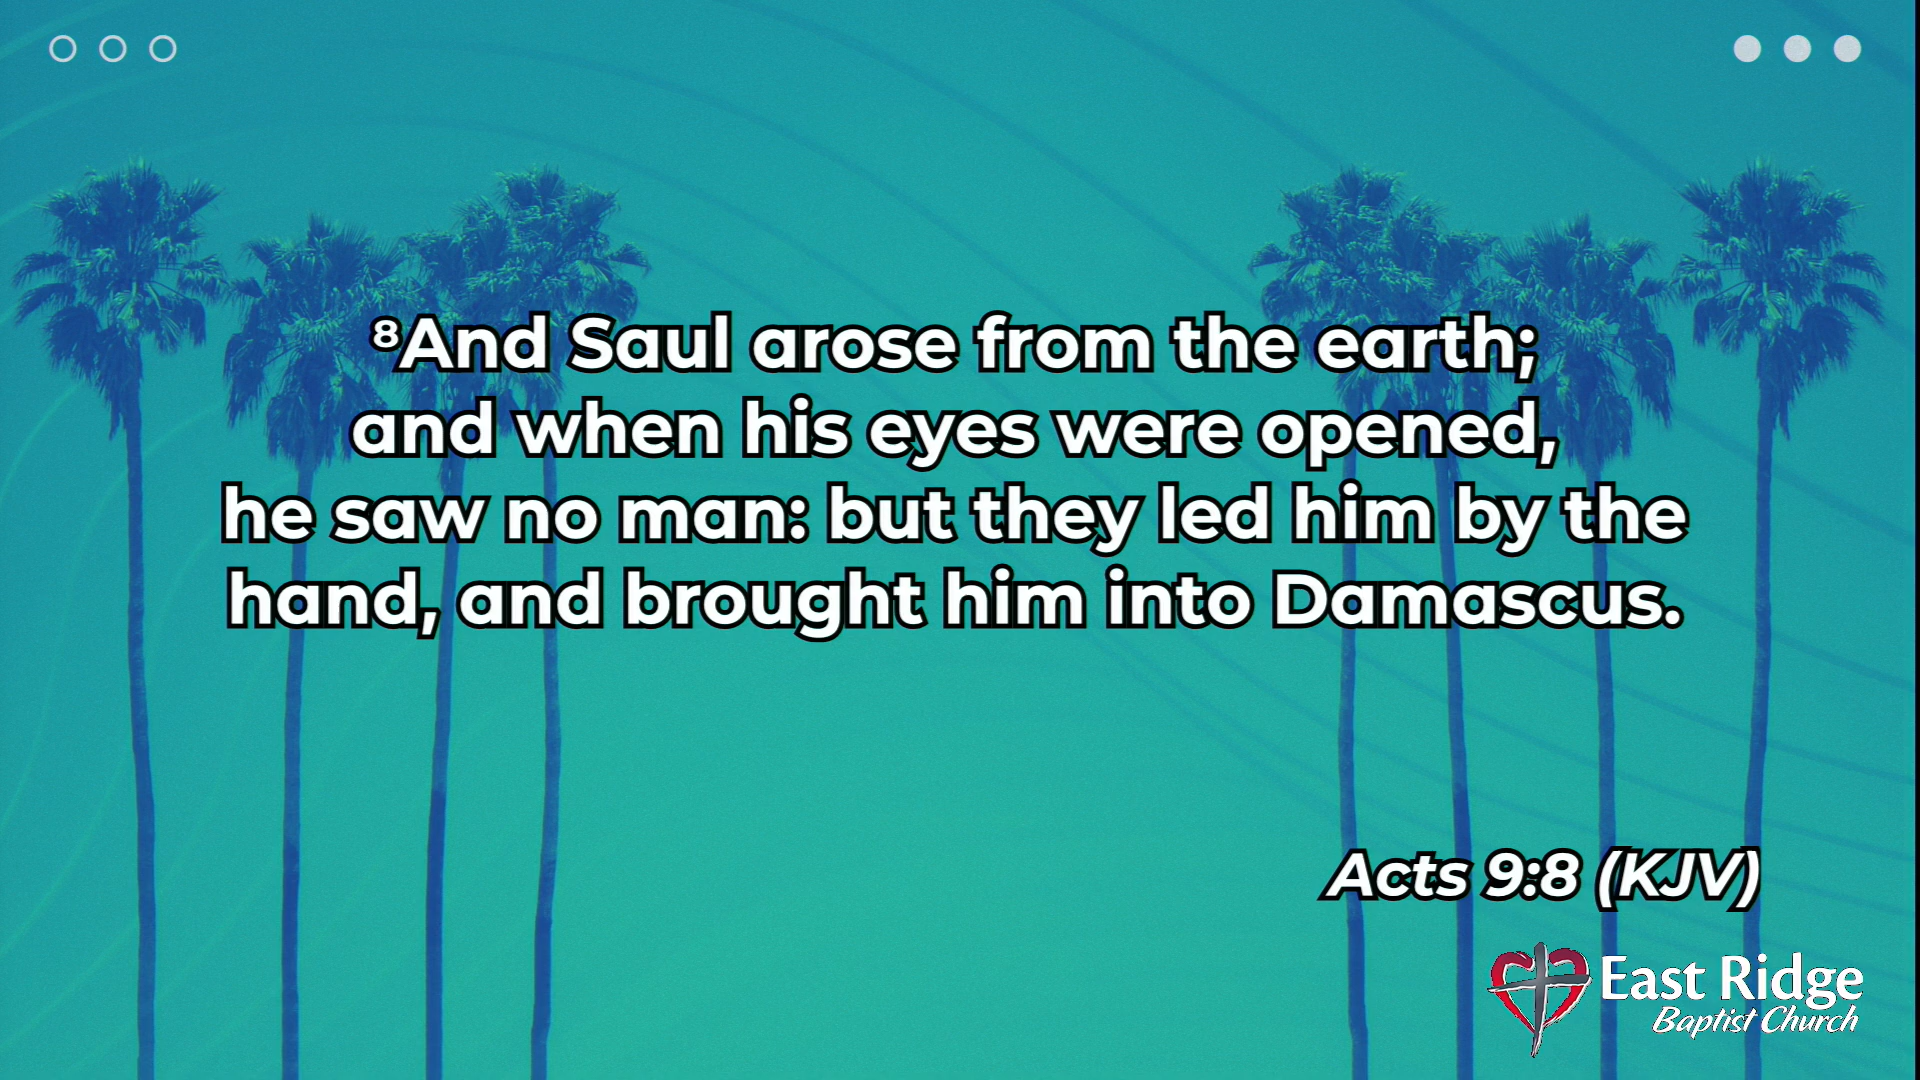 ⁸And Saul arose from the earth;
and when his eyes were opened,
he saw no man: but they led him by the
hand, and brought him into Damascus.
Acts 9:8 (KJV)
East Ridge
Baptist Church